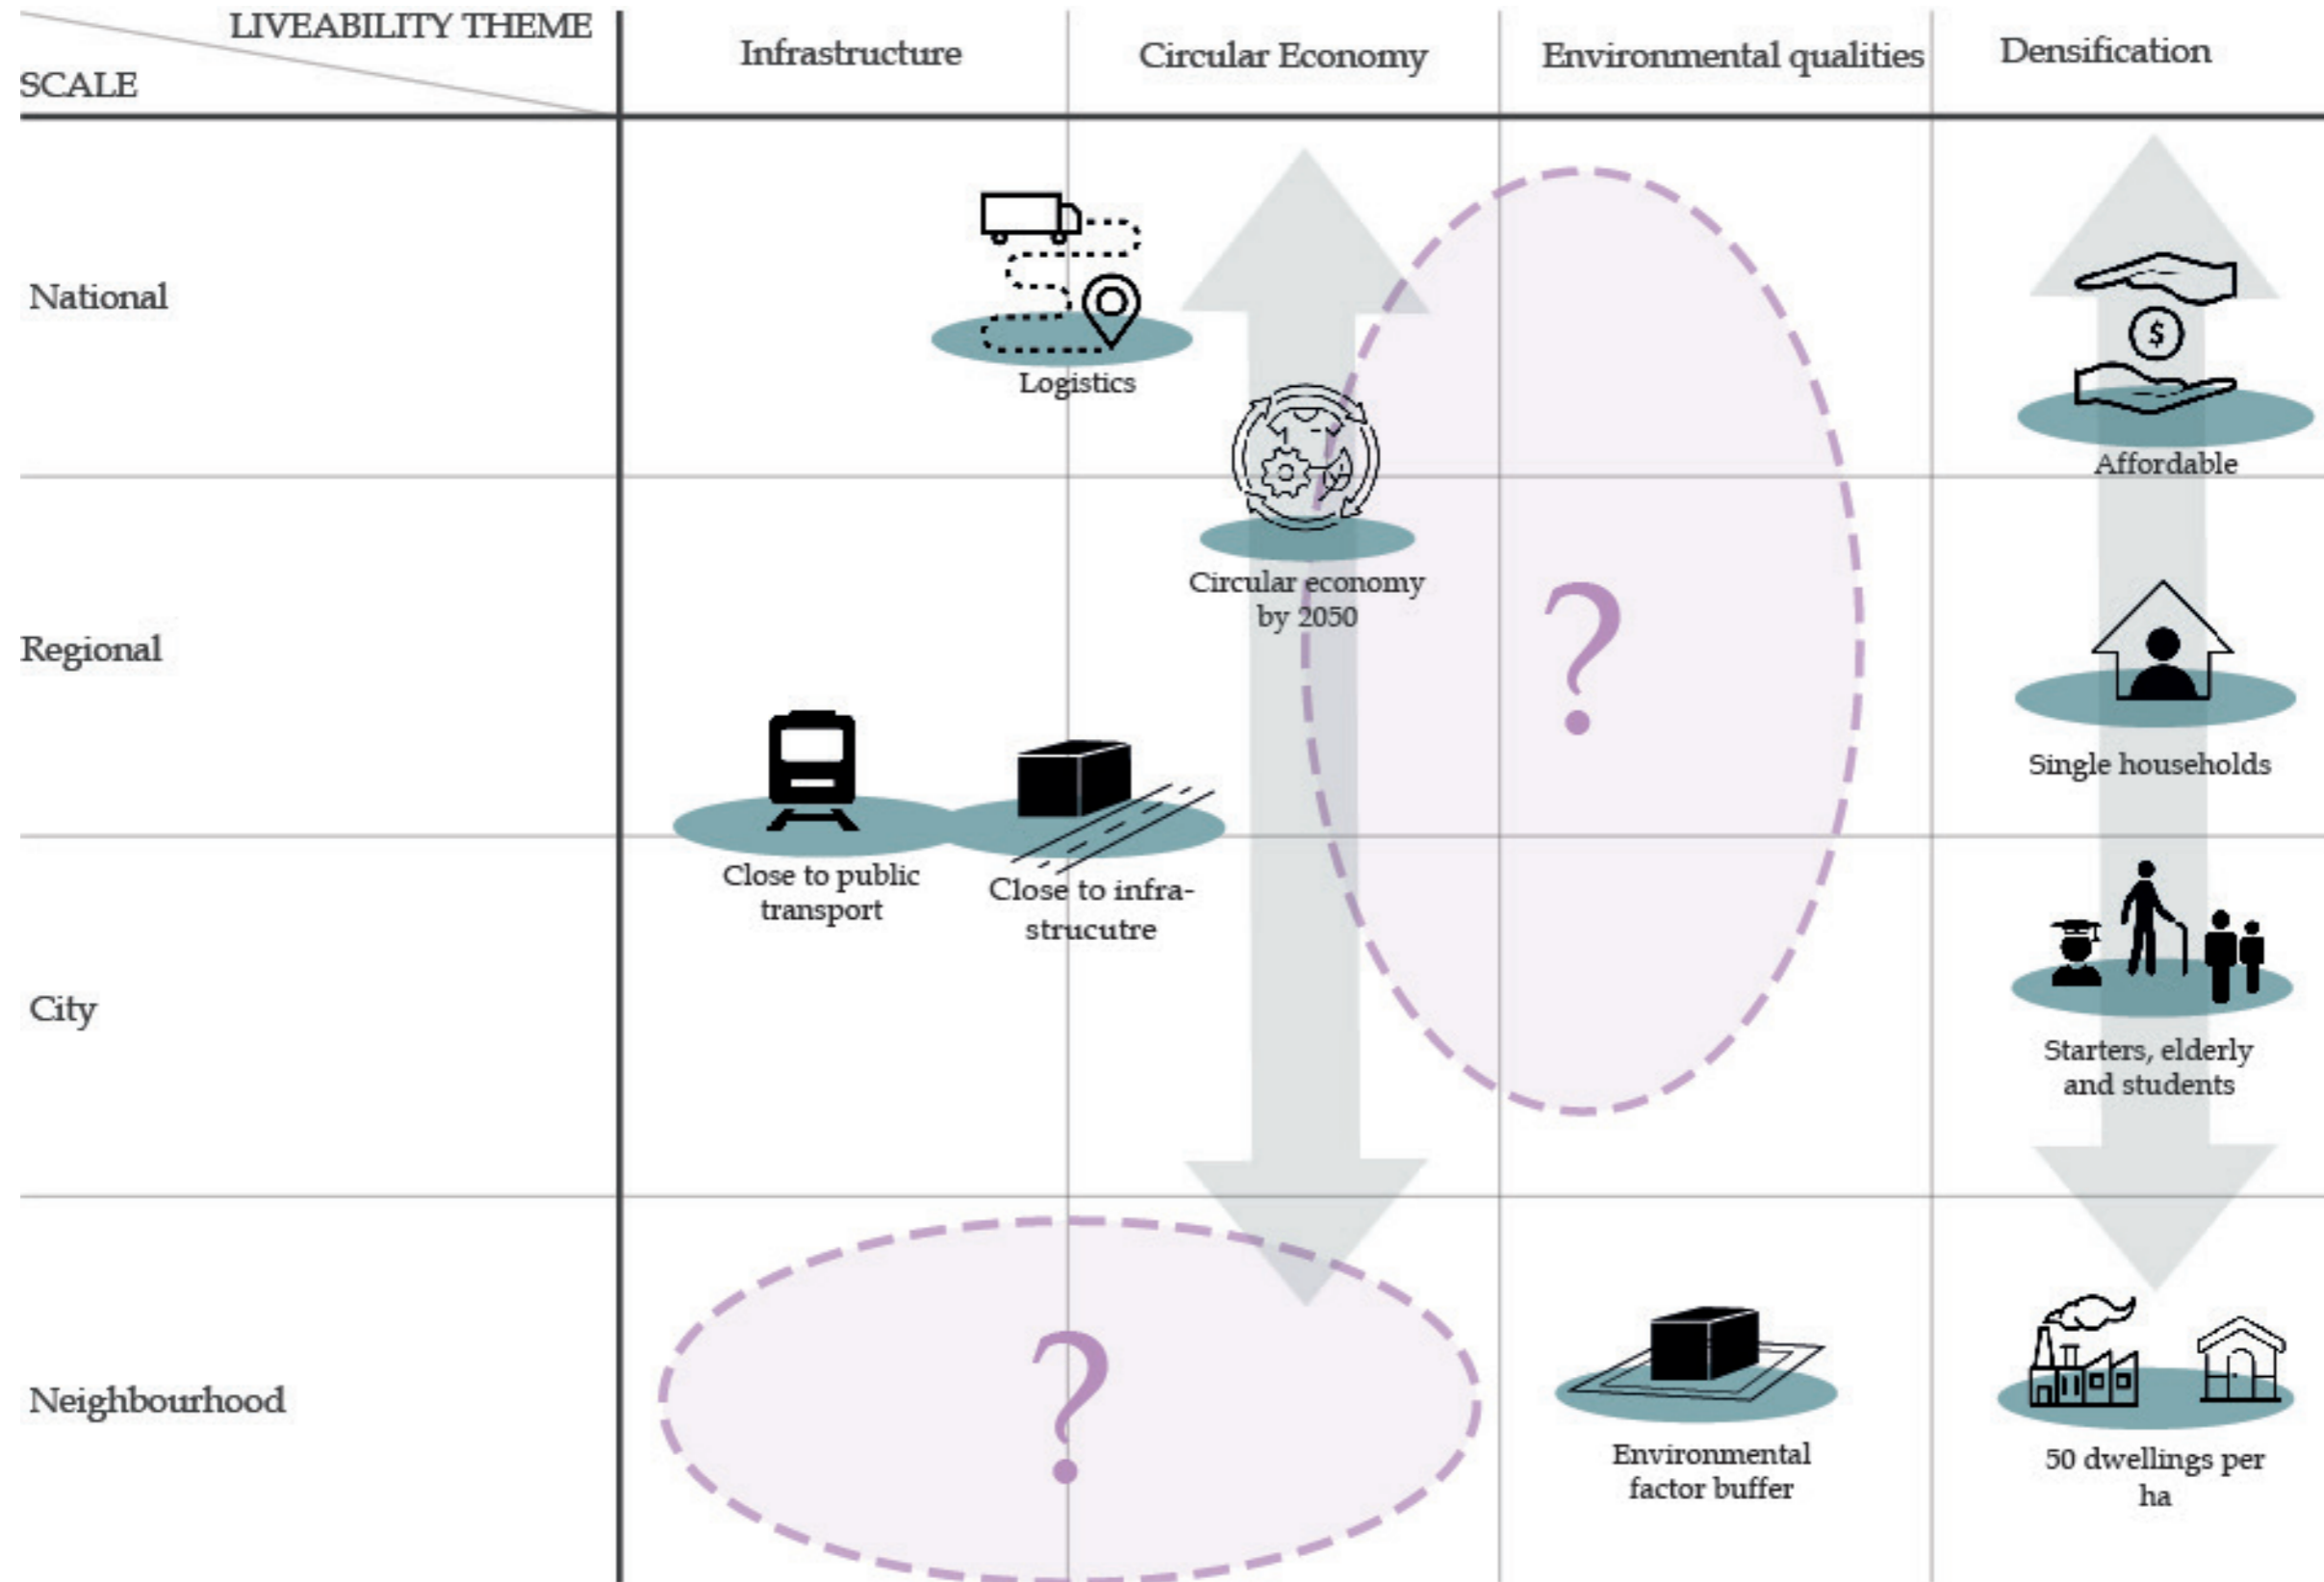 LIVEABILITY THEME
SCALE
Infrastructure
Circular Economy
Environmental qualities
Densification
National
Logistics
$
Affordable
Regional
Circular economy
by 2050
?
Single households
Close to public
transport
Close to infra-
strucutre
City
Starters, elderly
and students
Neighbourhood
?
Environmental
factor buffer
50 dwellings per
ha